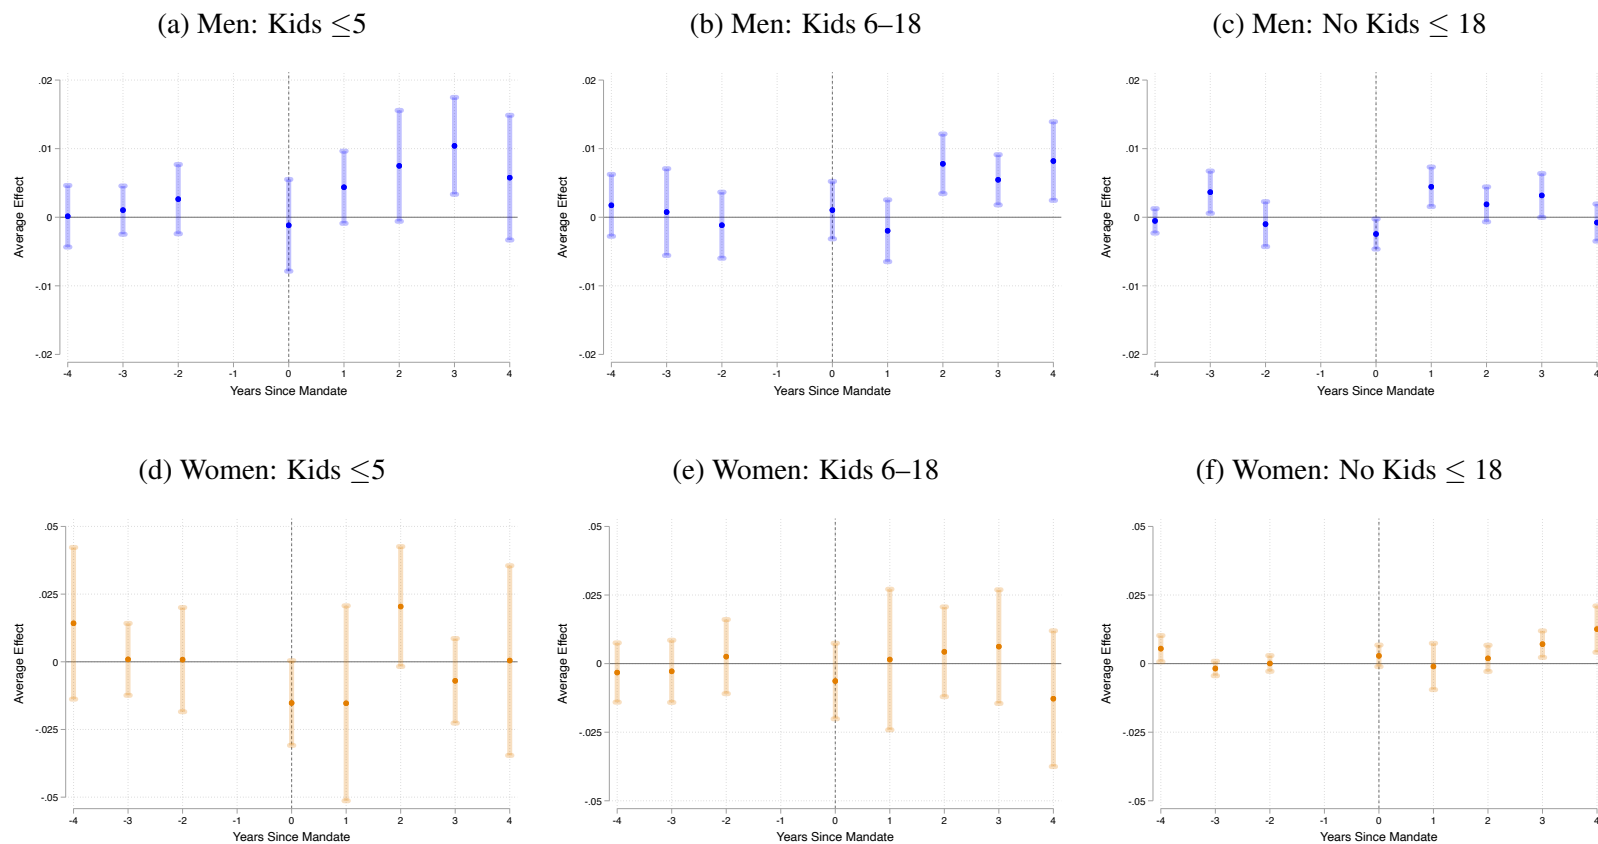 (a) Men: Kids ≤5
(b) Men: Kids 6–18
(c) Men: No Kids ≤ 18
.02
.01
0
-.01
-.02
Average Effect
-4 -3 -2 -1 0 1 2 3 4
Years Since Mandate
.02
.01
0
-.01
-.02
Average Effect
-4 -3 -2 -1 0 1 2 3 4
Years Since Mandate
.02
.01
0
-.01
-.02
Average Effect
-4 -3 -2 -1 0 1 2 3 4
Years Since Mandate
(d) Women: Kids ≤5
(e) Women: Kids 6–18
(f) Women: No Kids ≤ 18
.05
.025
0
-.025
-.05
Average Effect
-4 -3 -2 -1 0 1 2 3 4
Years Since Mandate
.05
.025
0
-.025
-.05
Average Effect
-4 -3 -2 -1 0 1 2 3 4
Years Since Mandate
.05
.025
0
-.025
-.05
Average Effect
-4 -3 -2 -1 0 1 2 3 4
Years Since Mandate